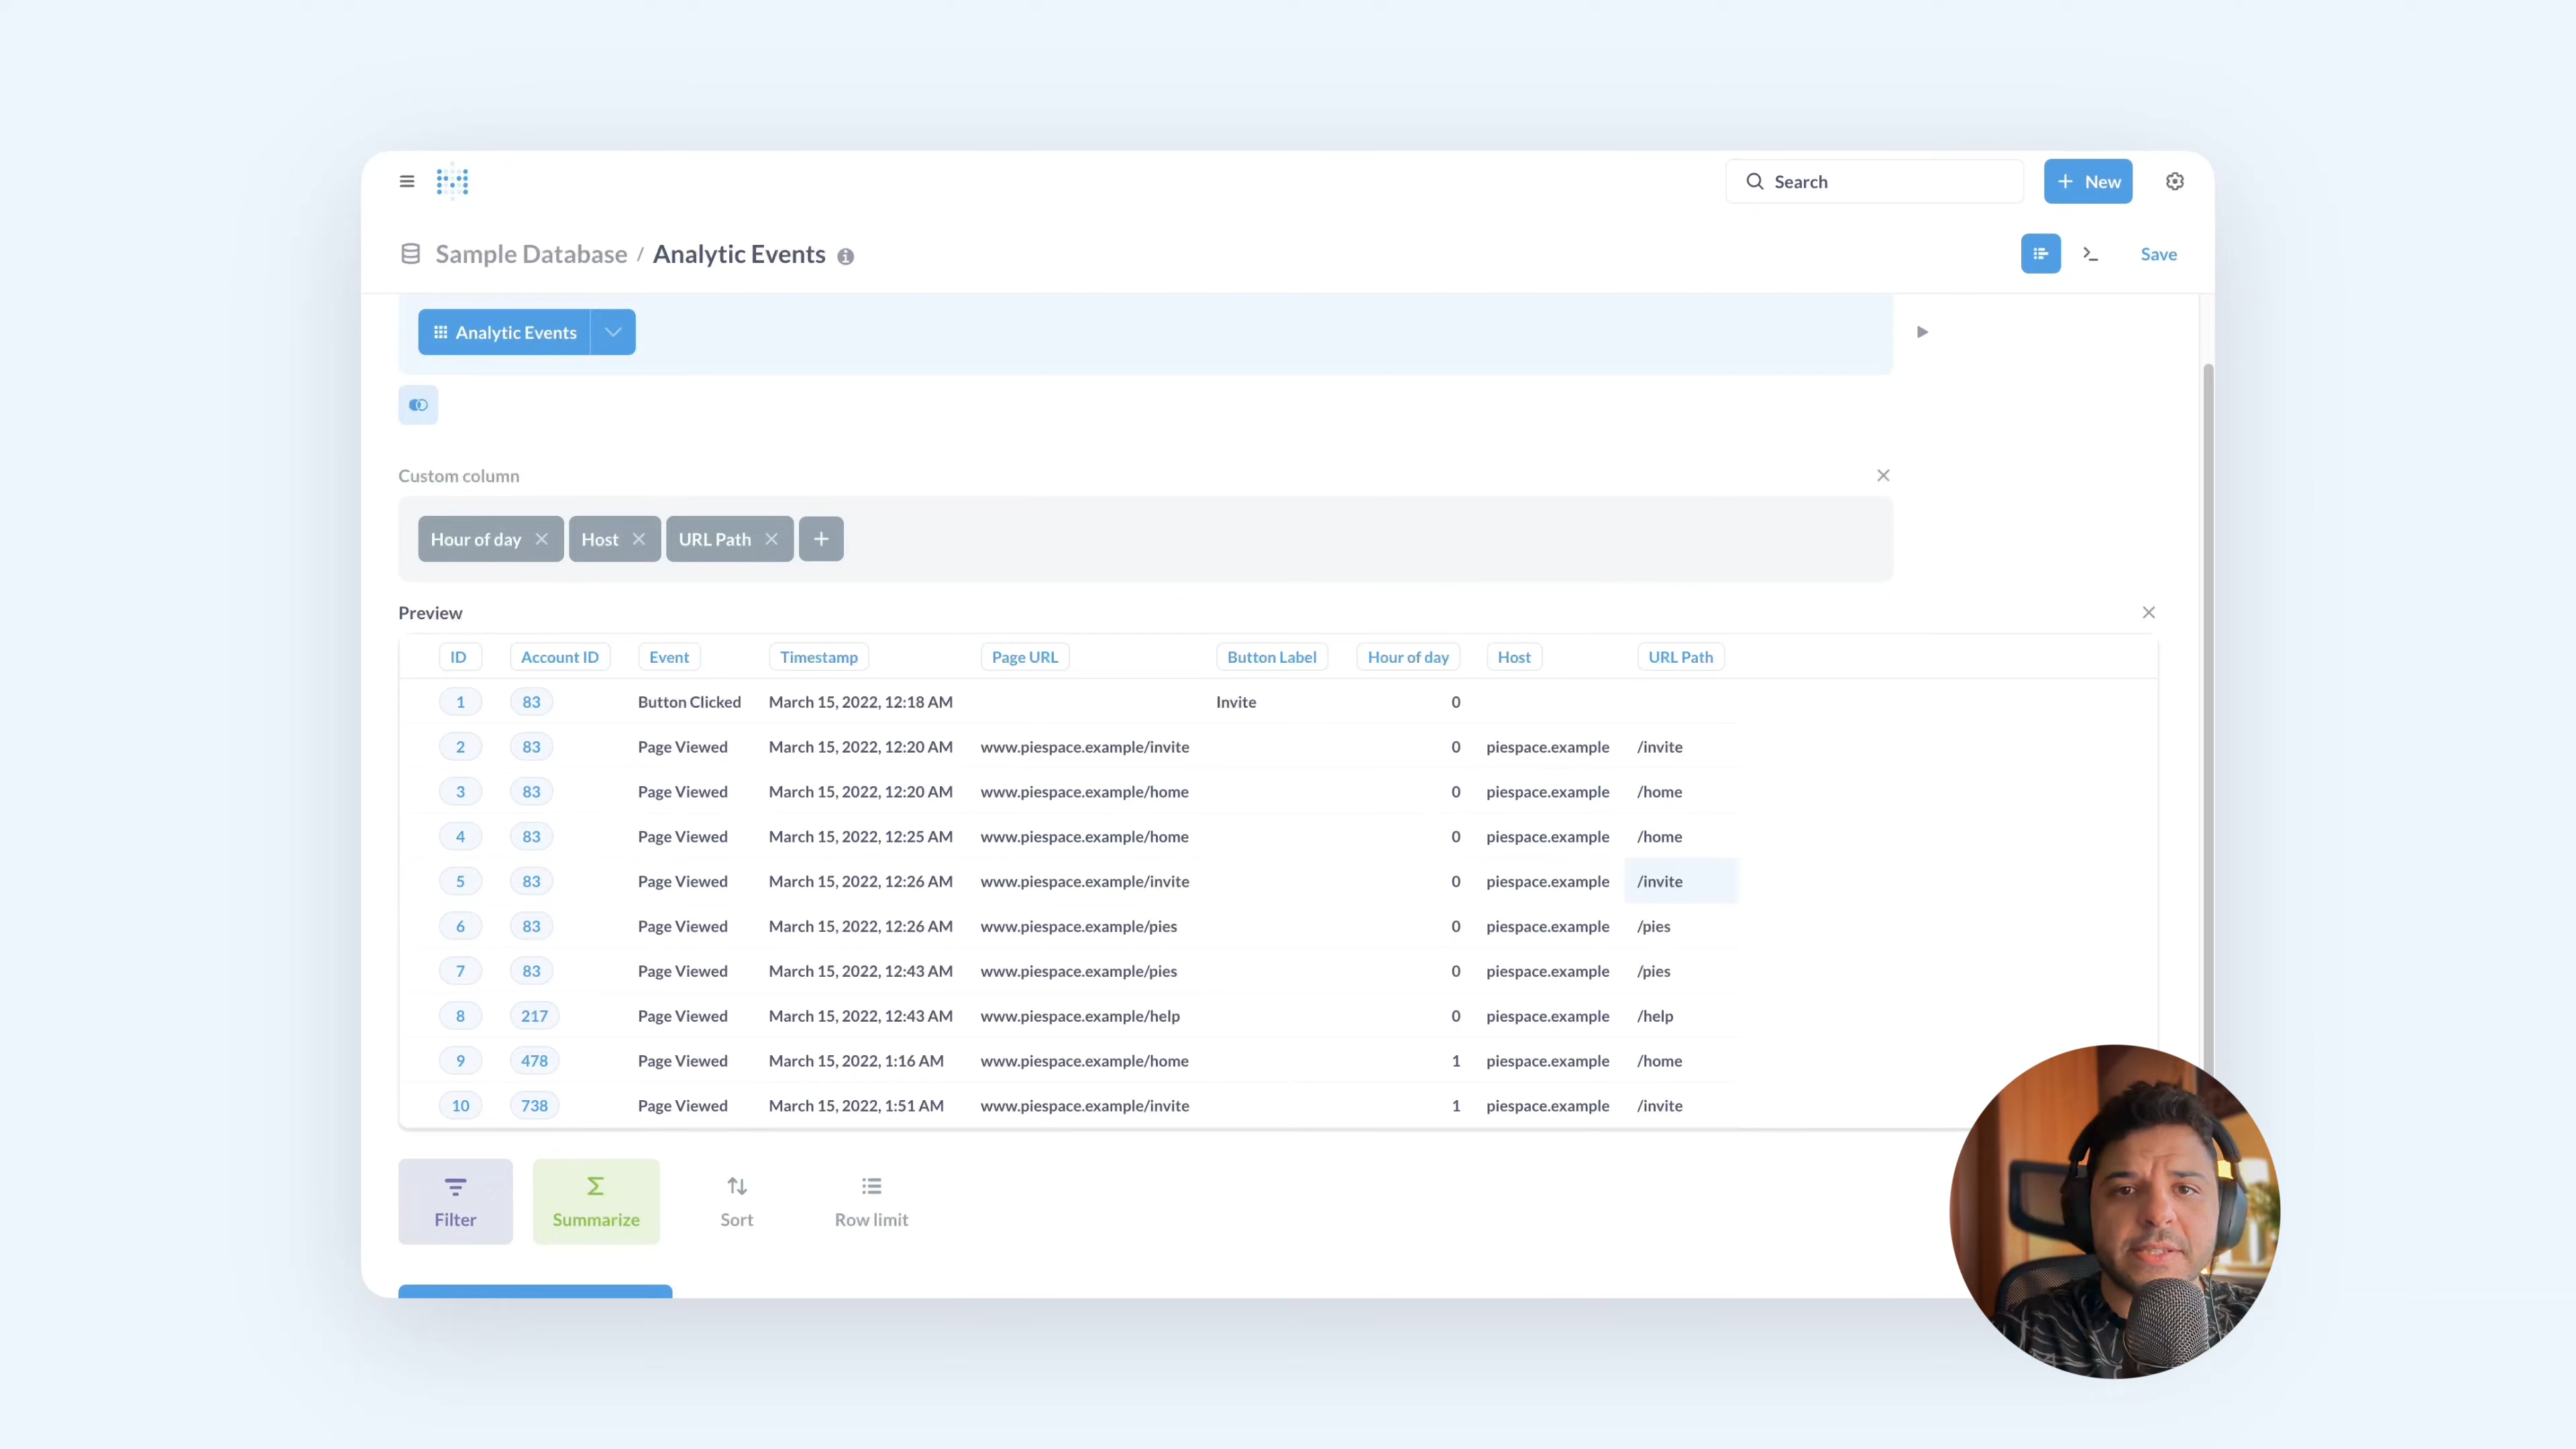 Search
New
Sample Database / Analytic Events
Save
Analytic Events
Custom column
Hour of day
Host
URL Path
Preview
ID Account ID Event Timestamp Page URL Button Label Hour of day Host URL Path
1 83 Button Clicked March 15, 2022, 12:18 AM Invite 0
2 83 Page Viewed March 15, 2022, 12:20 AM www.piespace.example/invite 0 piespace.example /invite
3 83 Page Viewed March 15, 2022, 12:20 AM www.piespace.example/home 0 piespace.example /home
4 83 Page Viewed March 15, 2022, 12:25 AM www.piespace.example/home 0 piespace.example /home
5 83 Page Viewed March 15, 2022, 12:26 AM www.piespace.example/invite 0 piespace.example /invite
6 83 Page Viewed March 15, 2022, 12:26 AM www.piespace.example/pies 0 piespace.example /pies
7 83 Page Viewed March 15, 2022, 12:43 AM www.piespace.example/pies 0 piespace.example /pies
8 217 Page Viewed March 15, 2022, 12:43 AM www.piespace.example/help 0 piespace.example /help
9 478 Page Viewed March 15, 2022, 1:16 AM www.piespace.example/home 1 piespace.example /home
10 738 Page Viewed March 15, 2022, 1:51 AM www.piespace.example/invite 1 piespace.example /invite
Filter
Summarize
Sort
Row limit